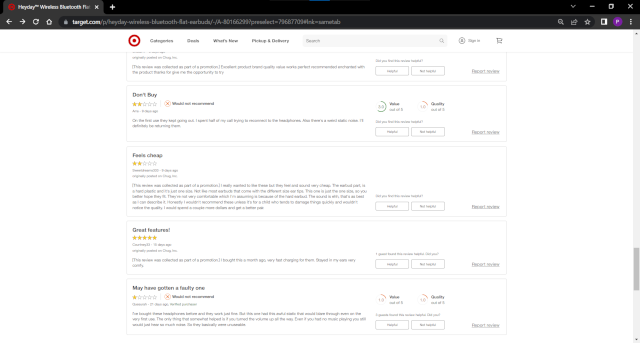 Heyday™ Wireless Bluetooth Flat
target.com/p/heyday-wireless-bluetooth-flat-earbuds/-/A-80166299?preselect=79687709#lnk=sametab
Categories Deals What's New Pickup & Delivery Search Sign in
originally posted on
[This review was collected as part of a promotion.] Excellent product brand quality value works perfect recommended enchanted with
the product thanks for give me the opportunity to try
Did you find this review helpful?
Helpful Not helpful Report review
Don't Buy
Would not recommend
days ago
On the first use they kept going out. I spent half of my call trying to reconnect to the headphones. Also there's a weird static noise. I'll
definitely be returning them.
Value
out of 5
Quality
out of 5
Did you find this review helpful?
Helpful Not helpful Report review
Feels cheap
days ago
originally posted on
[This review was collected as part of a promotion.] I really wanted to like these but they feel and sound very cheap. The earbud part, is
a hard plastic and it's just one size. Not like most earbuds that come with the different size ear tips. This one is just the one size, so you
better hope they fit. They're not very comfortable which I'm assuming is because of the hard earbud. The sound is ehh, that's as best
as I can describe it. Honestly I wouldn't recommend these unless it's for a child who tends to damage things quickly and wouldn't
notice the quality. I would spend a couple more dollars and get a better pair
Did you find this review helpful?
Helpful Not helpful Report review
Great features!
days ago
originally posted on
[This review was collected as part of a promotion.] I bought this a month ago, very fast charging for them. Stayed in my ears very
comfy.
1 guest found this review helpful. Did you?
Helpful Not helpful Report review
May have gotten a faulty one
Would not recommend
days ago, Verified purchaser
I've bought these headphones before and they work just fine. But this one had this awful static that would blare through even on the
very first use. The only thing that somewhat helped is if you turned the volume up all the way. Even if you had no music playing you still
would just hear so much noise. So they basically were unuseable.
Value
out of 5
Quality
out of 5
guests found this review helpful. Did you?
Helpful Not helpful Report review